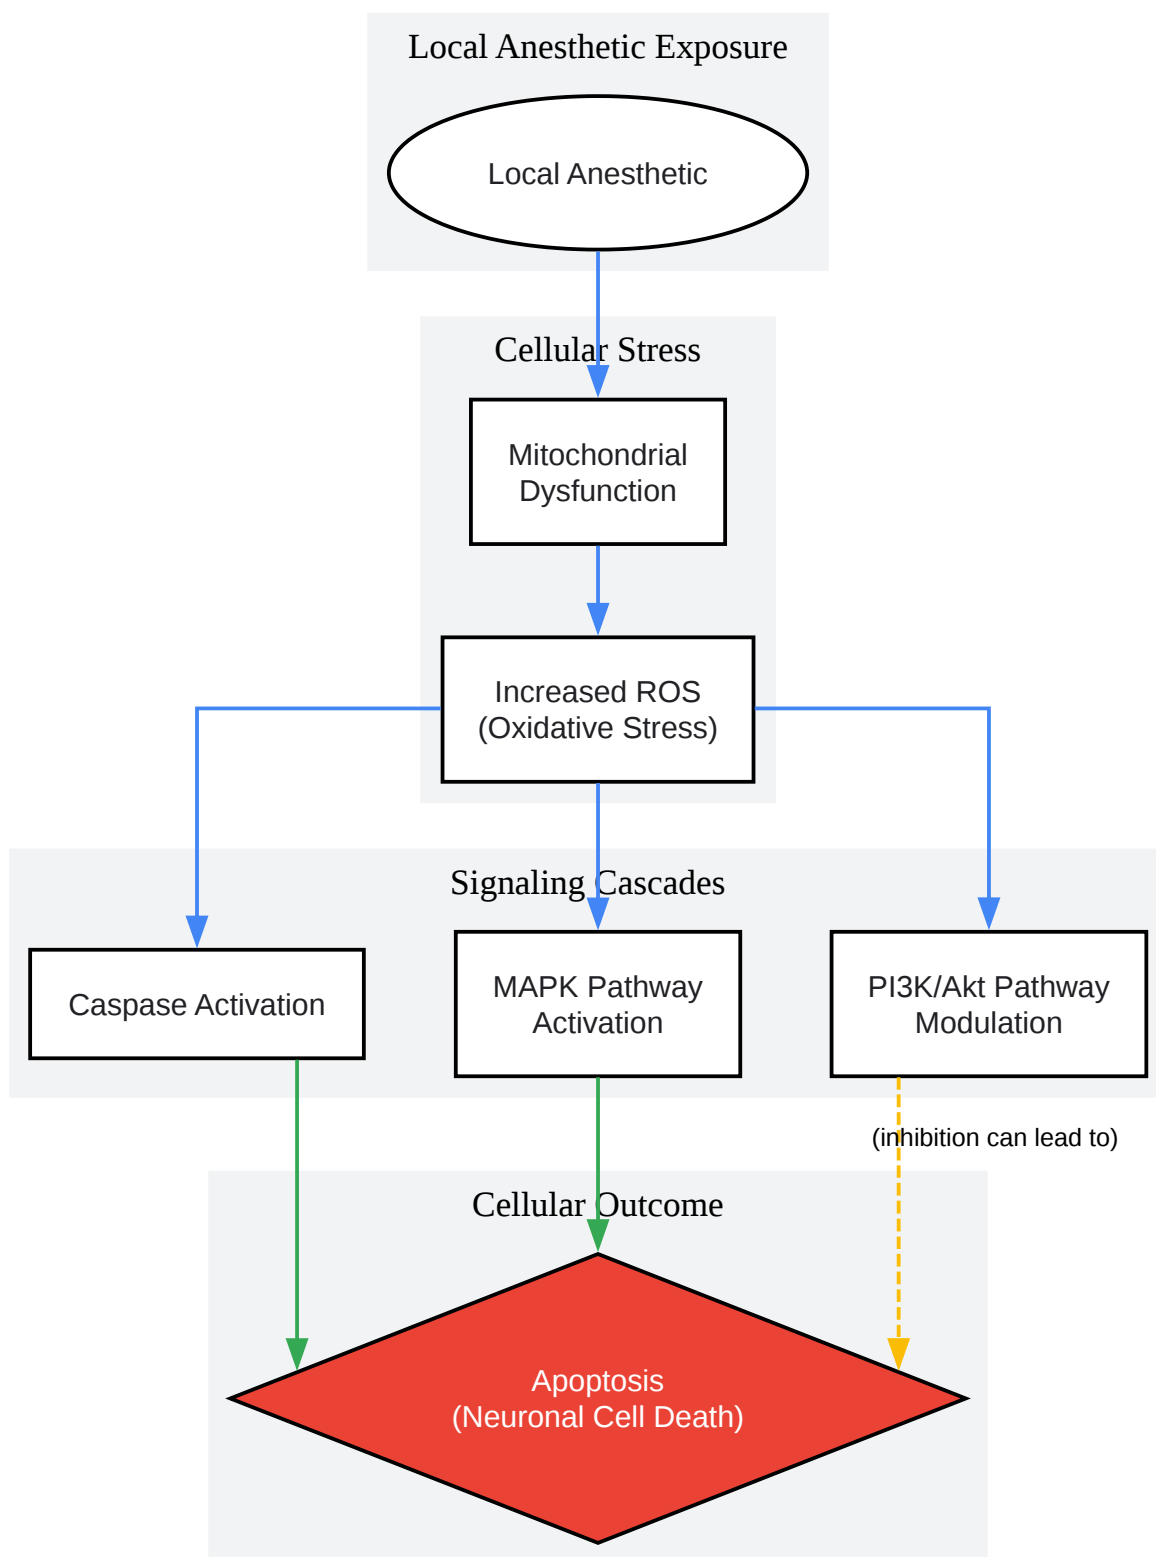 Local Anesthetic Exposure
Local Anesthetic
Cellular Stress
Mitochondrial
Dysfunction
Increased ROS
(Oxidative Stress)
Signaling Cascades
Caspase Activation
MAPK Pathway
Activation
PI3K/Akt Pathway
Modulation
(inhibition can lead to)
Cellular Outcome
Apoptosis
(Neuronal Cell Death)